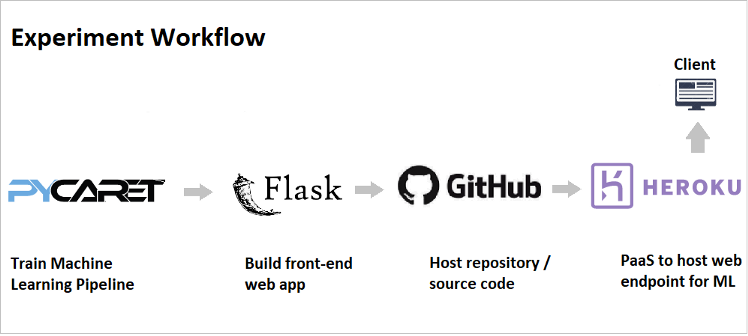 Experiment Workflow
Client
PYCARET
Flask
GitHub
HEROKU
Train Machine
Learning Pipeline
Build front-end
web app
Host repository /
source code
PaaS to host web
endpoint for ML